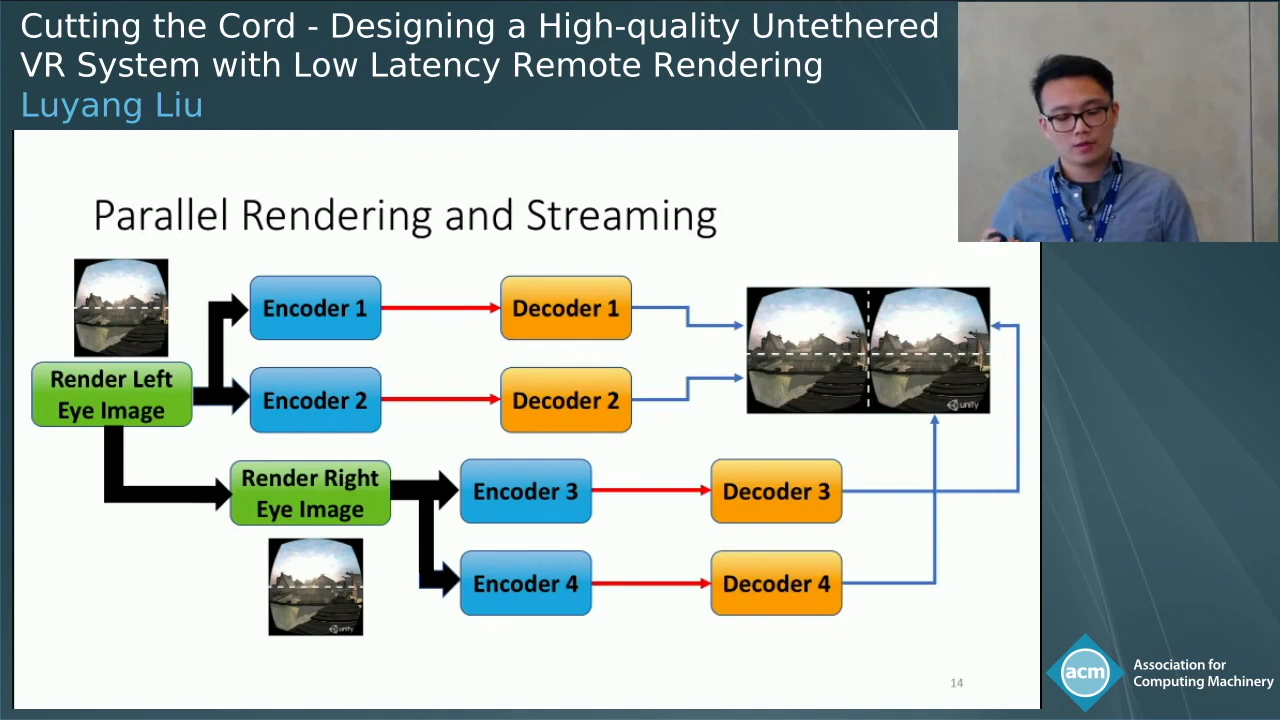 Cutting the Cord - Designing a High-quality Untethered
VR System with Low Latency Remote Rendering
Luyang Liu
Parallel Rendering and Streaming
Encoder 1
Decoder 1
Render Left
Eye Image
Encoder 2
Decoder 2
unity
Render Right
Eye Image
Encoder 3
Decoder 3
Encoder 4
Decoder 4
unity
14
acm
Association for
Computing Machinery